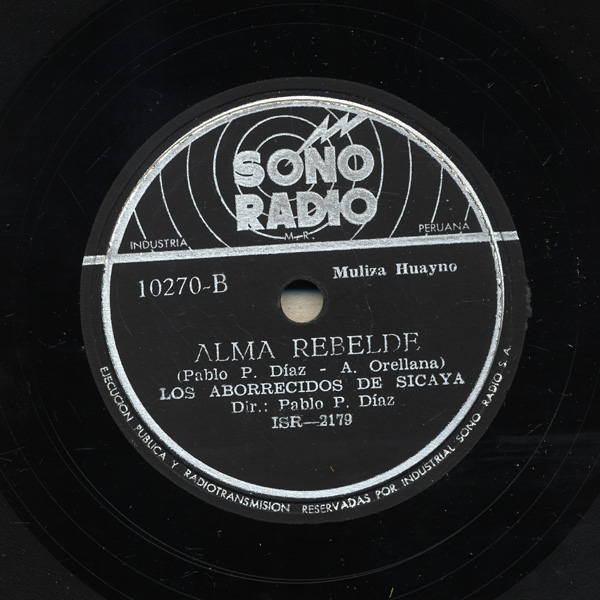 SONO
RADIO
M.R.
INDUSTRIA
PERUANA
10270-B
Muliza Huayno
ALMA REBELDE
(Pablo P. Díaz - A. Orellana)
LOS ABORRECIDOS DE SICAYA
Dir.: Pablo P. Díaz
ISR—2179
EJECUCION PUBLICA Y RADIOTRANSMISION RESERVADAS POR INDUSTRIAL SONO RADIO S.A.